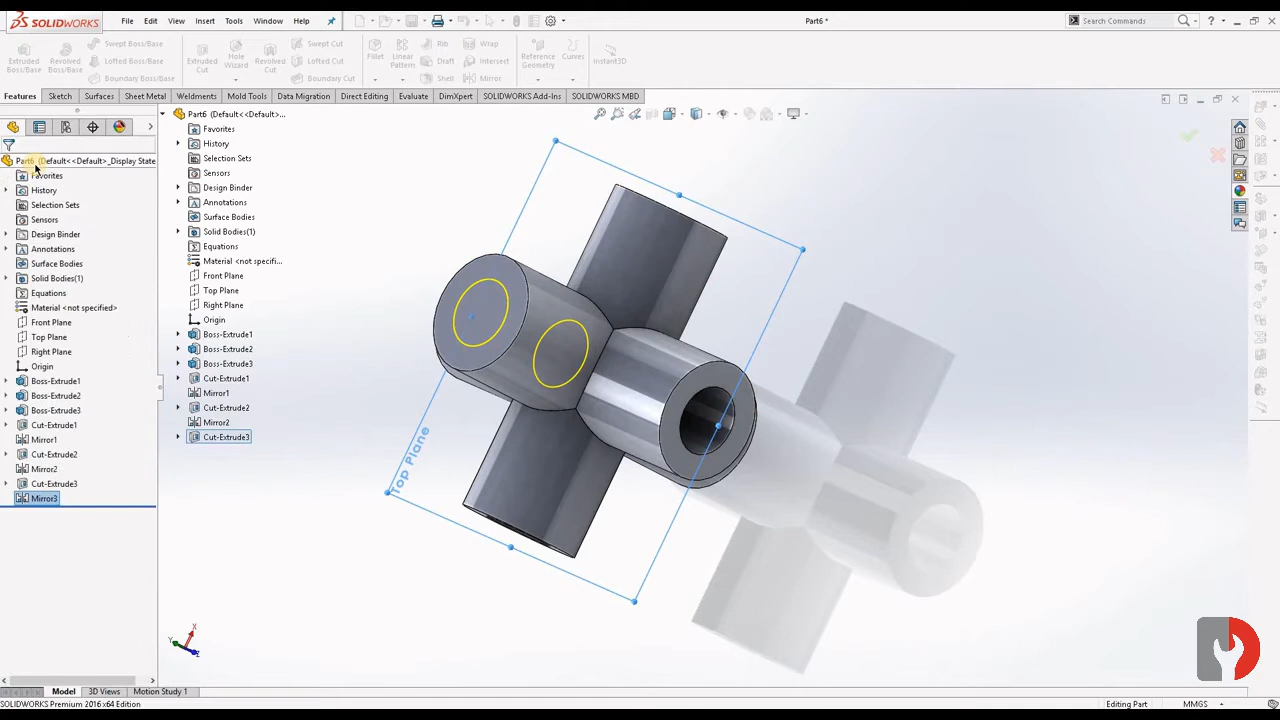 SOLIDWORKS File Edit View Insert Tools Window Help Part6 * Search Commands
Extruded Boss/Base Revolved Boss/Base Swept Boss/Base Lofted Boss/Base Boundary Boss/Base Extruded Cut Hole Wizard Revolved Cut Swept Cut Lofted Cut Boundary Cut Fillet Linear Pattern Rib Draft Shell Wrap Intersect Mirror Reference Geometry Curves Instant3D
Features Sketch Surfaces Sheet Metal Weldments Mold Tools Data Migration Direct Editing Evaluate DimXpert SOLIDWORKS Add-Ins SOLIDWORKS MBD
Part6 (Default<<Default>_Display State
Favorites
History
Selection Sets
Sensors
Design Binder
Annotations
Surface Bodies
Solid Bodies(1)
Equations
Material <not specified>
Front Plane
Top Plane
Right Plane
Origin
Boss-Extrude1
Boss-Extrude2
Boss-Extrude3
Cut-Extrude1
Mirror1
Cut-Extrude2
Mirror2
Cut-Extrude3
Mirror3
Part6 (Default<<Default>...
Favorites
History
Selection Sets
Sensors
Design Binder
Annotations
Surface Bodies
Solid Bodies(1)
Equations
Material <not specifi...
Front Plane
Top Plane
Right Plane
Origin
Boss-Extrude1
Boss-Extrude2
Boss-Extrude3
Cut-Extrude1
Mirror1
Cut-Extrude2
Mirror2
Cut-Extrude3
Top Plane
X
Y
Z
Model 3D Views Motion Study 1
SOLIDWORKS Premium 2016 x64 Edition Editing Part MMGS